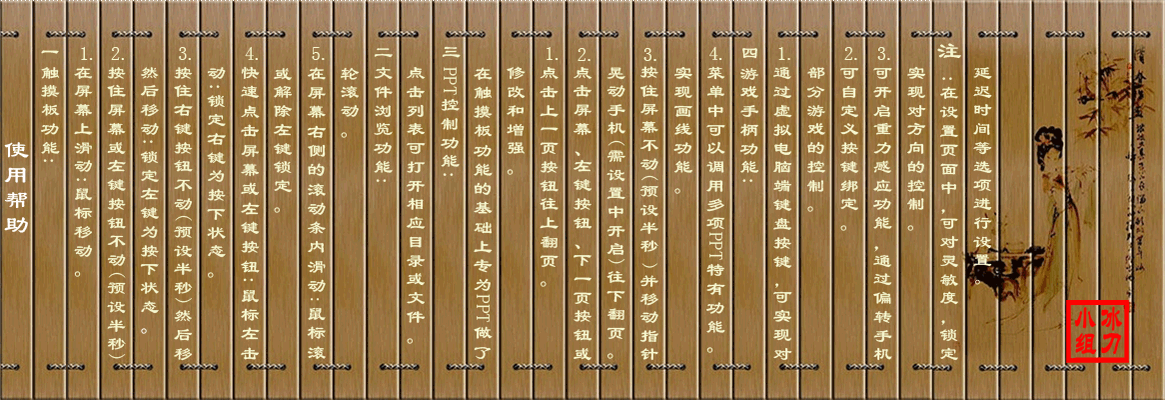 使用帮助
一 触摸板功能:
1.在屏幕上滑动:鼠标移动。
2.按住屏幕或左键按钮不动(预设半秒)
然后移动:锁定左键为按下状态。
3.按住右键按钮不动(预设半秒)然后移
动:锁定右键为按下状态。
4.快速点击屏幕或左键按钮:鼠标左击
或解除左键锁定。
5.在屏幕右侧的滚动条内滑动:鼠标滚
轮滚动。
二 文件浏览功能:
点击列表可打开相应目录或文件。
三 PPT控制功能:
在触摸板功能的基础上专为PPT做了
修改和增强。
1.点击上一页按钮往上翻页。
2.点击屏幕、左键按钮、下一页按钮或
晃动手机(需设置中开启)往下翻页。
3.按住屏幕不动(预设半秒)并移动指针
实现画线功能。
4.菜单中可以调用多项PPT特有功能。
四 游戏手柄功能:
1.通过虚拟电脑端键盘按键,可实现对
部分游戏的控制。
2.可自定义按键绑定。
3.可开启重力感应功能,通过偏转手机
实现对方向的控制。
注:在设置页面中,可对灵敏度,锁定
延迟时间等选项进行设置。
冰刀
小组